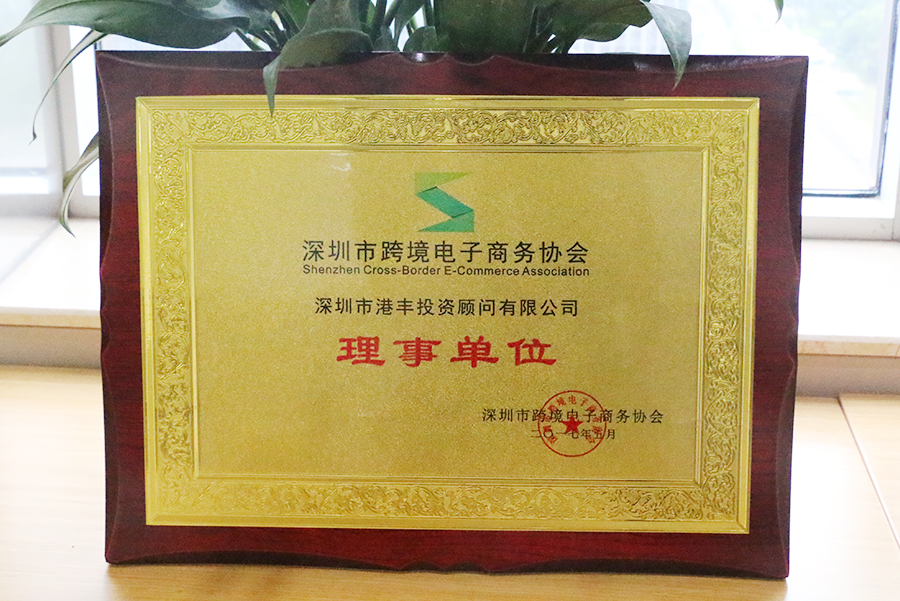 深圳市跨境电子商务协会
Shenzhen Cross-Border E-Commerce Association
深圳市港丰投资顾问有限公司
理事单位
深圳市跨境电子商务协会
二〇一七年五月